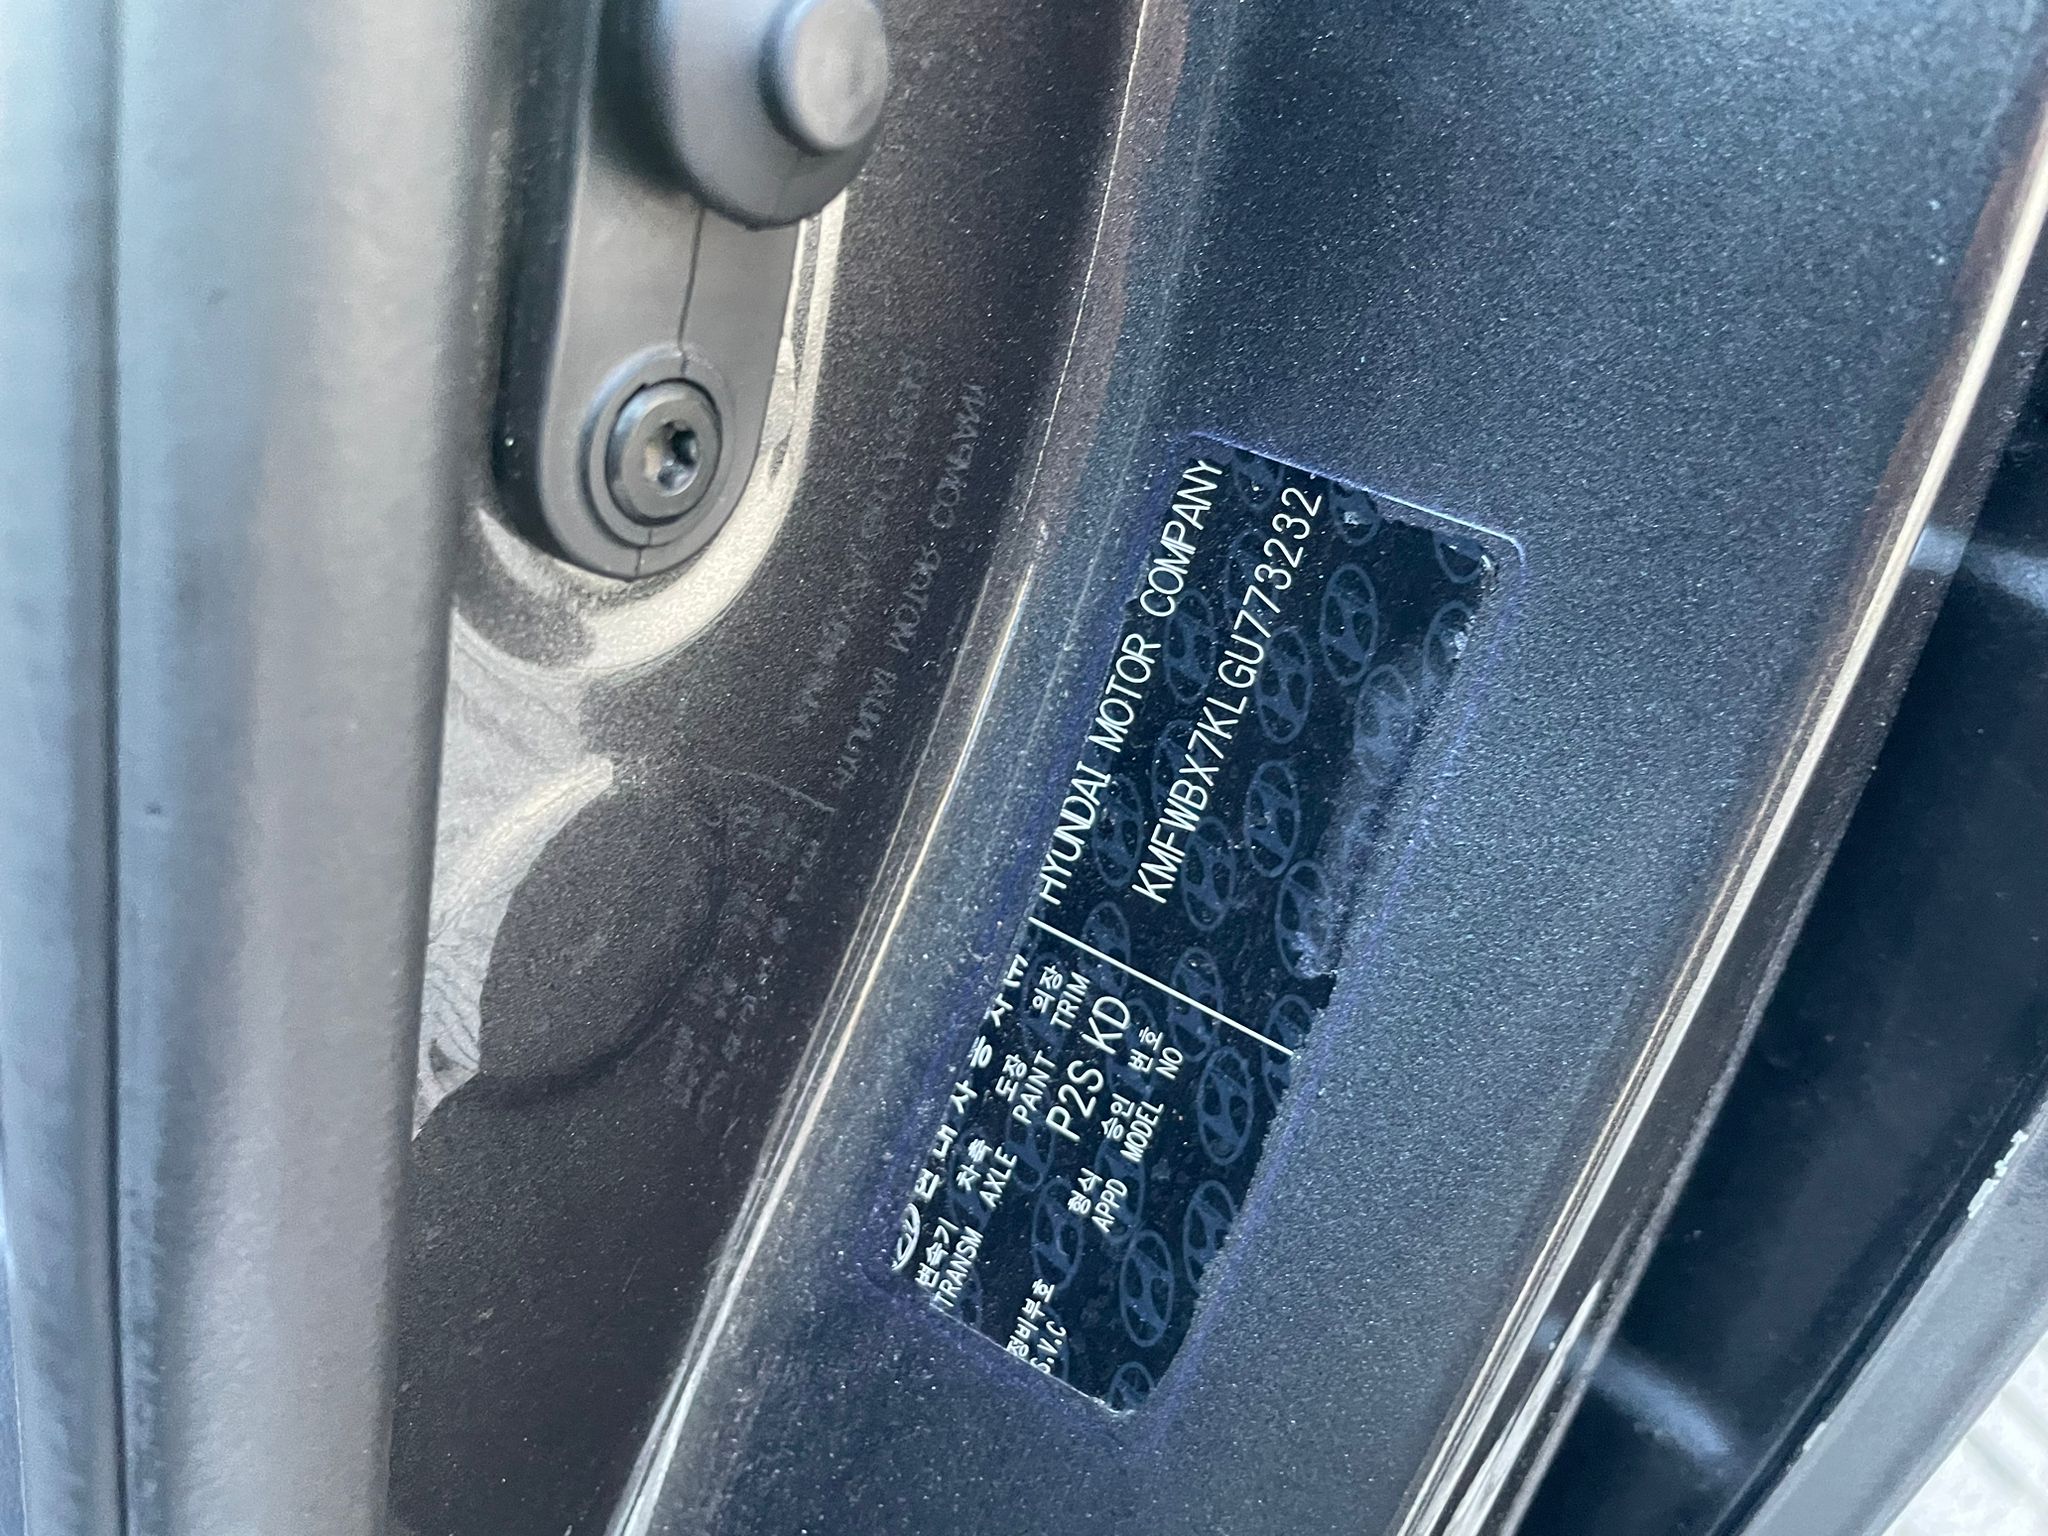 현대자동차 HYUNDAI MOTOR COMPANY
변속기 차축 도장 의장
TRANSM AXLE PAINT TRIM
KMFWBX7KLGU773232
P2S KD
정비부호 형식 승인 번호
S.V.C APPD MODEL NO